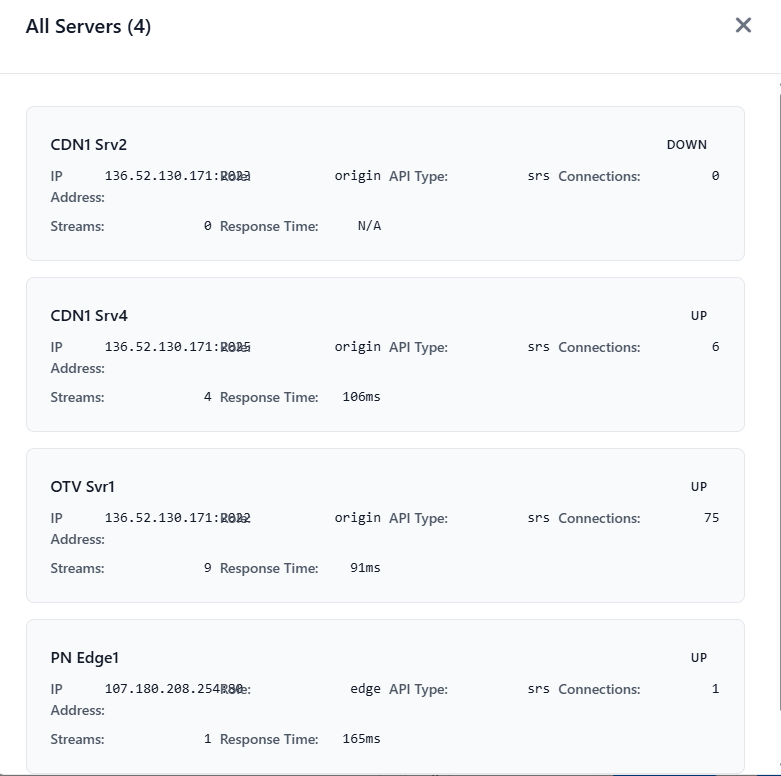 All Servers (4)
CDN1 Srv2 DOWN
IP Address: 136.52.130.171:2023 Role: origin API Type: srs Connections: 0
Streams: 0 Response Time: N/A
CDN1 Srv4 UP
IP Address: 136.52.130.171:2025 Role: origin API Type: srs Connections: 6
Streams: 4 Response Time: 106ms
OTV Svr1 UP
IP Address: 136.52.130.171:2022 Role: origin API Type: srs Connections: 75
Streams: 9 Response Time: 91ms
PN Edge1 UP
IP Address: 107.180.208.254 Role: edge API Type: srs Connections: 1
Streams: 1 Response Time: 165ms